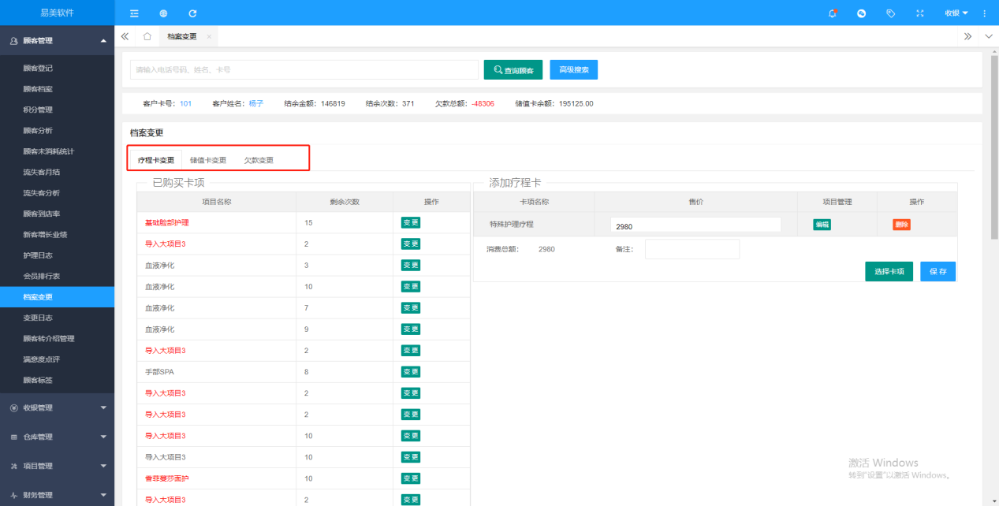 易美软件
收银
顾客管理
档案变更
顾客登记
顾客档案
积分管理
顾客分析
顾客未消耗统计
流失客月结
流失客分析
顾客到店率
新客增长业绩
护理日志
会员排行表
档案变更
变更日志
顾客转介绍管理
满意度点评
顾客标签
收银管理
仓库管理
项目管理
财务管理
请输入电话号码、姓名、卡号
查询顾客
高级搜索
客户卡号：101 客户姓名：杨子 结余金额：146819 结余次数：371 欠款总额：-48306 储值卡余额：195125.00
档案变更
疗程卡变更 储值卡变更 欠款变更
已购买卡项
项目名称 剩余次数 操作
基础脸部护理 15 变更
导入大项目3 2 变更
血液净化 3 变更
血液净化 10 变更
血液净化 7 变更
血液净化 9 变更
导入大项目3 2 变更
手部SPA 8 变更
导入大项目3 2 变更
导入大项目3 2 变更
导入大项目3 10 变更
导入大项目3 10 变更
香菲蔓莎面护 10 变更
导入大项目3 2 变更
添加疗程卡
卡项名称 售价 项目管理 操作
特殊护理疗程 2980 编辑 删除
消费总额： 2980 备注：
选择卡项 保存
激活 Windows
转到"设置"以激活 Windows。